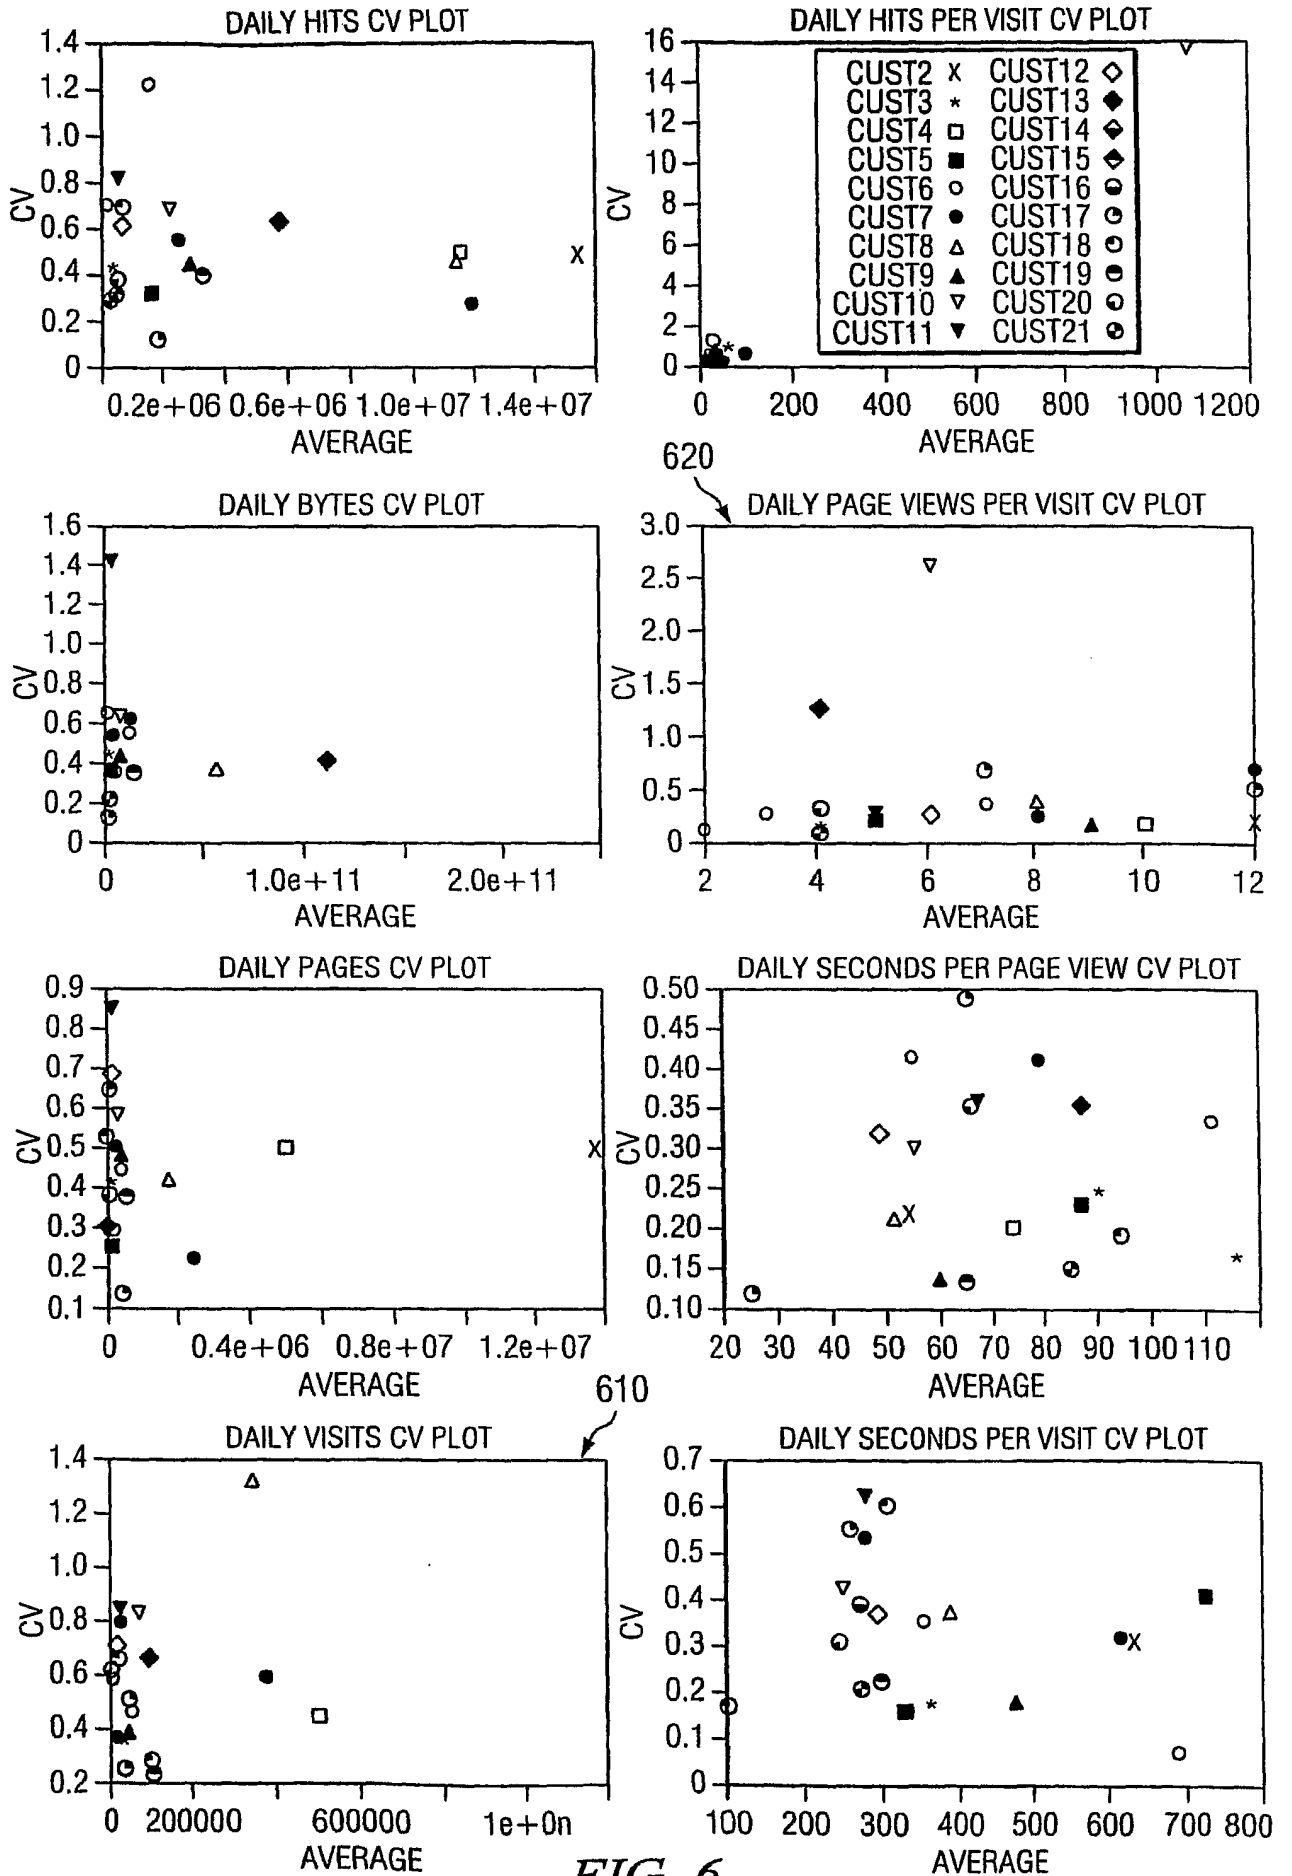 DAILY HITS CV PLOT
1.4
1.2
1.0
0.8
0.6
0.4
0.2
0
CV
0.2e+06 0.6e+06 1.0e+07 1.4e+07
AVERAGE
DAILY HITS PER VISIT CV PLOT
16
14
12
10
8
6
4
2
0
CV
CUST2 CUST12
CUST3 CUST13
CUST4 CUST14
CUST5 CUST15
CUST6 CUST16
CUST7 CUST17
CUST8 CUST18
CUST9 CUST19
CUST10 CUST20
CUST11 CUST21
0 200 400 600 800 1000 1200
AVERAGE
620
DAILY BYTES CV PLOT
1.6
1.4
1.2
1.0
0.8
0.6
0.4
0.2
0
CV
0 1.0e+11 2.0e+11
AVERAGE
DAILY PAGE VIEWS PER VISIT CV PLOT
3.0
2.5
2.0
1.5
1.0
0.5
0
CV
2 4 6 8 10 12
AVERAGE
DAILY PAGES CV PLOT
0.9
0.8
0.7
0.6
0.5
0.4
0.3
0.2
0.1
CV
0 0.4e+06 0.8e+07 1.2e+07
AVERAGE
DAILY SECONDS PER PAGE VIEW CV PLOT
0.50
0.45
0.40
0.35
0.30
0.25
0.20
0.15
0.10
CV
20 30 40 50 60 70 80 90 100 110
AVERAGE
610
DAILY VISITS CV PLOT
1.4
1.2
1.0
0.8
0.6
0.4
0.2
CV
0 200000 600000 1e+0n
AVERAGE
DAILY SECONDS PER VISIT CV PLOT
0.7
0.6
0.5
0.4
0.3
0.2
0.1
0
CV
100 200 300 400 500 600 700 800
AVERAGE
FIG. 6